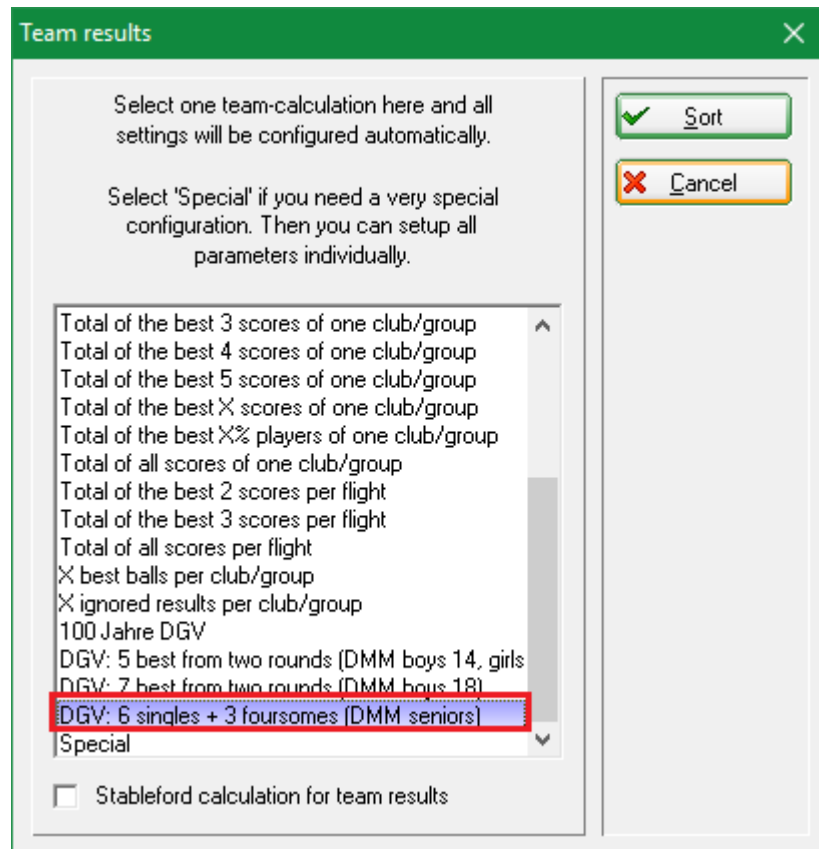 Team results
Select one team-calculation here and all
settings will be configured automatically.
Select 'Special' if you need a very special
configuration. Then you can setup all
parameters individually.
Total of the best 3 scores of one club/group
Total of the best 4 scores of one club/group
Total of the best 5 scores of one club/group
Total of the best X scores of one club/group
Total of the best X% players of one club/group
Total of all scores of one club/group
Total of the best 2 scores per flight
Total of the best 3 scores per flight
Total of all scores per flight
X best balls per club/group
X ignored results per club/group
100 Jahre DGV
DGV: 5 best from two rounds (DMM boys 14, girls
DGV: 7 best from two rounds (DMM boys 18)
DGV: 6 singles + 3 foursomes (DMM seniors)
Special
Stableford calculation for team results
Sort
Cancel